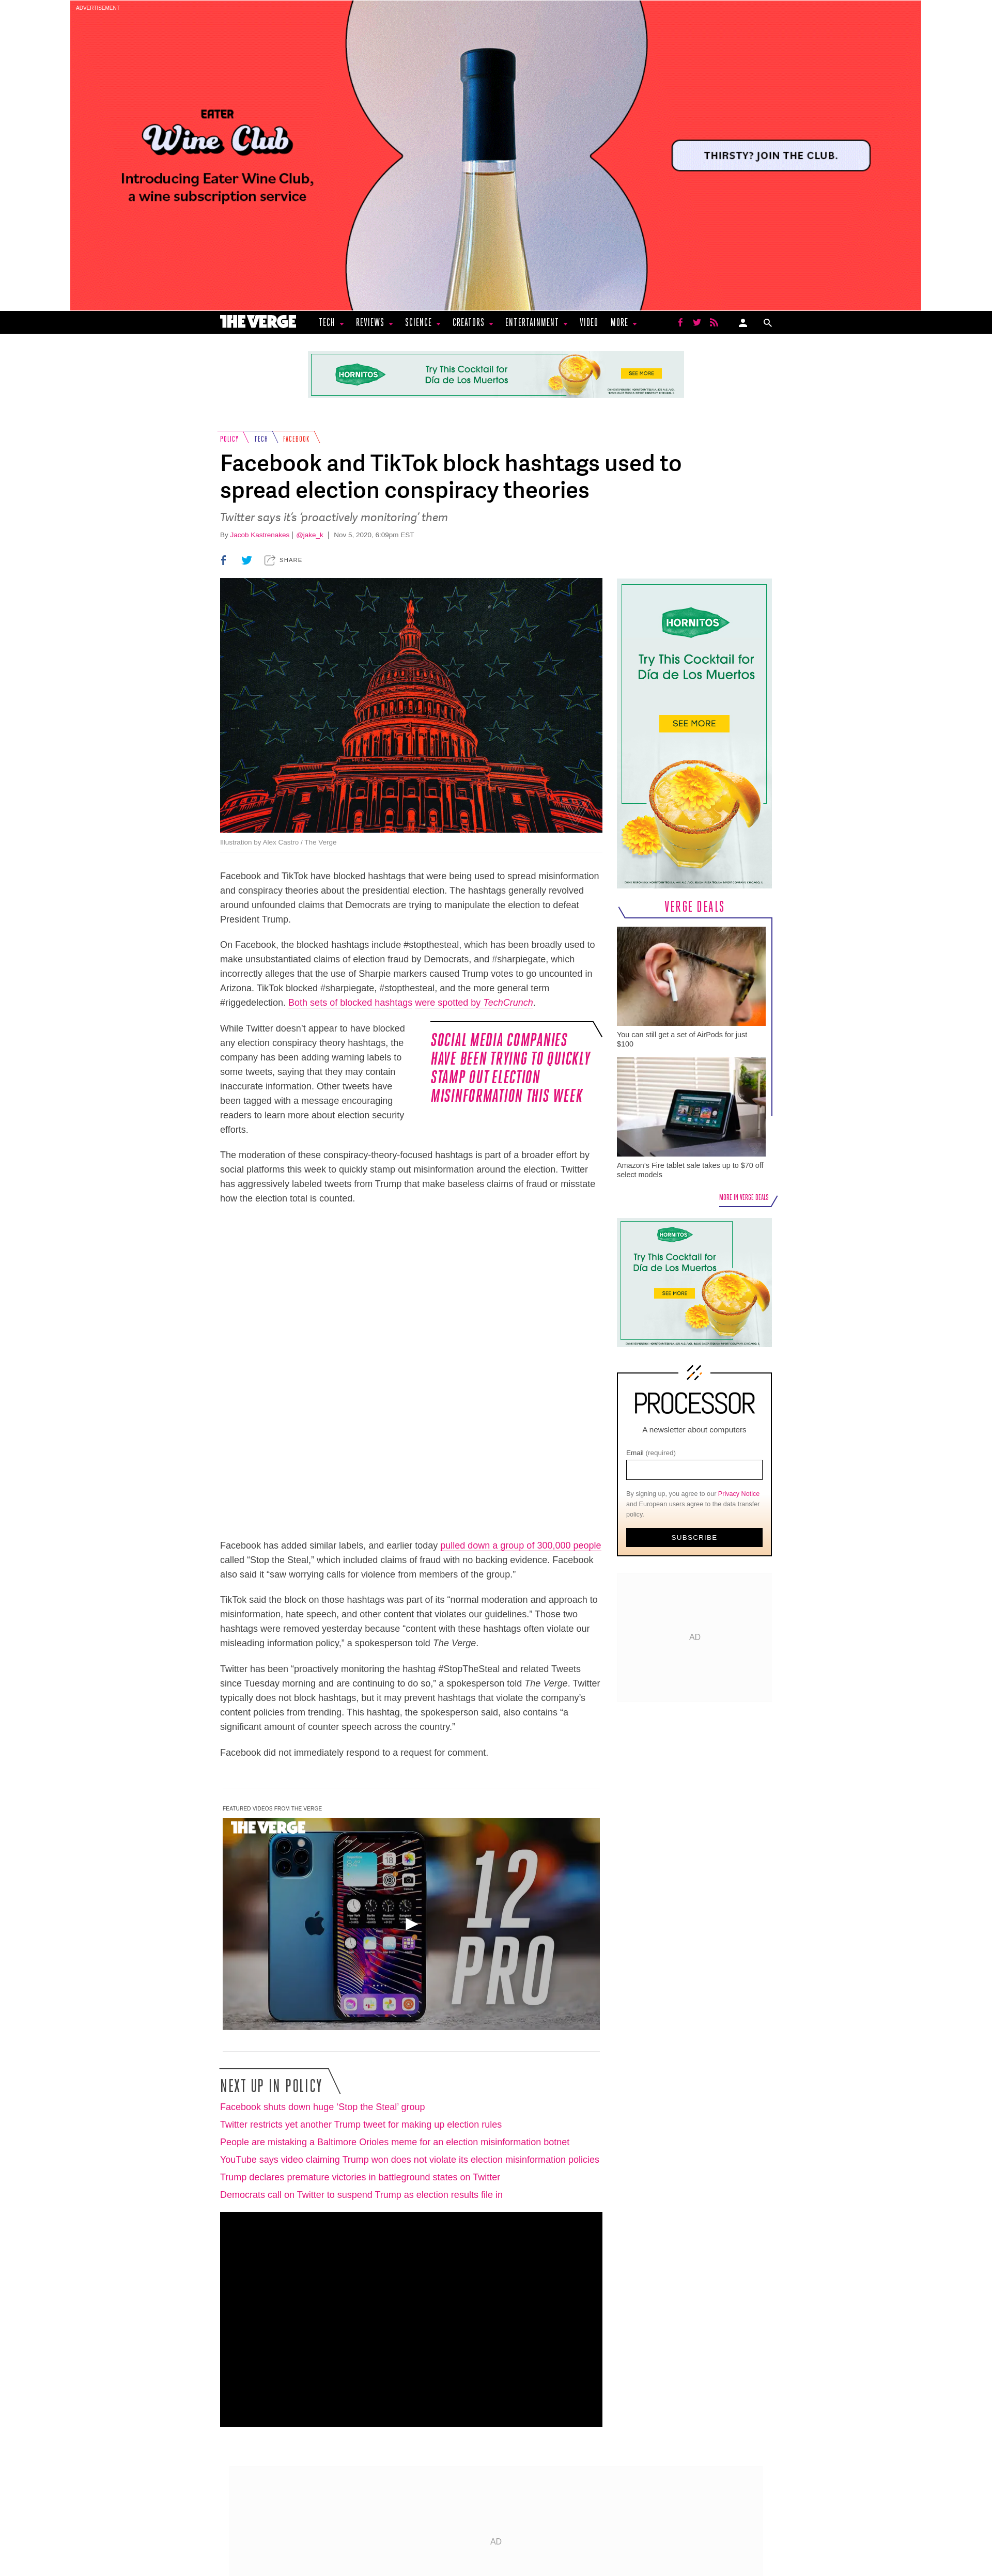 ADVERTISEMENT
EATER
Wine Club
Introducing Eater Wine Club,
a wine subscription service
THIRSTY? JOIN THE CLUB.
THE VERGE
TECH
REVIEWS
SCIENCE
CREATORS
ENTERTAINMENT
VIDEO
MORE
HORNITOS
Try This Cocktail for
Día de Los Muertos
SEE MORE
POLICY
TECH
FACEBOOK
Facebook and TikTok block hashtags used to
spread election conspiracy theories
Twitter says it’s ‘proactively monitoring’ them
By Jacob Kastrenakes | @jake_k | Nov 5, 2020, 6:09pm EST
SHARE
Illustration by Alex Castro / The Verge
Facebook and TikTok have blocked hashtags that were being used to spread misinformation
and conspiracy theories about the presidential election. The hashtags generally revolved
around unfounded claims that Democrats are trying to manipulate the election to defeat
President Trump.
On Facebook, the blocked hashtags include #stopthesteal, which has been broadly used to
make unsubstantiated claims of election fraud by Democrats, and #sharpiegate, which
incorrectly alleges that the use of Sharpie markers caused Trump votes to go uncounted in
Arizona. TikTok blocked #sharpiegate, #stopthesteal, and the more general term
#riggedelection. Both sets of blocked hashtags were spotted by TechCrunch.
While Twitter doesn’t appear to have blocked
any election conspiracy theory hashtags, the
company has been adding warning labels to
some tweets, saying that they may contain
inaccurate information. Other tweets have
been tagged with a message encouraging
readers to learn more about election security
efforts.
SOCIAL MEDIA COMPANIES
HAVE BEEN TRYING TO QUICKLY
STAMP OUT ELECTION
MISINFORMATION THIS WEEK
The moderation of these conspiracy-theory-focused hashtags is part of a broader effort by
social platforms this week to quickly stamp out misinformation around the election. Twitter
has aggressively labeled tweets from Trump that make baseless claims of fraud or misstate
how the election total is counted.
Facebook has added similar labels, and earlier today pulled down a group of 300,000 people
called “Stop the Steal,” which included claims of fraud with no backing evidence. Facebook
also said it “saw worrying calls for violence from members of the group.”
TikTok said the block on those hashtags was part of its “normal moderation and approach to
misinformation, hate speech, and other content that violates our guidelines.” Those two
hashtags were removed yesterday because “content with these hashtags often violate our
misleading information policy,” a spokesperson told The Verge.
Twitter has been “proactively monitoring the hashtag #StopTheSteal and related Tweets
since Tuesday morning and are continuing to do so,” a spokesperson told The Verge. Twitter
typically does not block hashtags, but it may prevent hashtags that violate the company’s
content policies from trending. This hashtag, the spokesperson said, also contains “a
significant amount of counter speech across the country.”
Facebook did not immediately respond to a request for comment.
FEATURED VIDEOS FROM THE VERGE
THE VERGE
12
PRO
NEXT UP IN POLICY
Facebook shuts down huge ‘Stop the Steal’ group
Twitter restricts yet another Trump tweet for making up election rules
People are mistaking a Baltimore Orioles meme for an election misinformation botnet
YouTube says video claiming Trump won does not violate its election misinformation policies
Trump declares premature victories in battleground states on Twitter
Democrats call on Twitter to suspend Trump as election results file in
HORNITOS
Try This Cocktail for
Día de Los Muertos
SEE MORE
VERGE DEALS
You can still get a set of AirPods for just
$100
Amazon’s Fire tablet sale takes up to $70 off
select models
MORE IN VERGE DEALS
HORNITOS
Try This Cocktail for
Día de Los Muertos
SEE MORE
PROCESSOR
A newsletter about computers
Email (required)
By signing up, you agree to our Privacy Notice
and European users agree to the data transfer
policy.
SUBSCRIBE
AD
AD